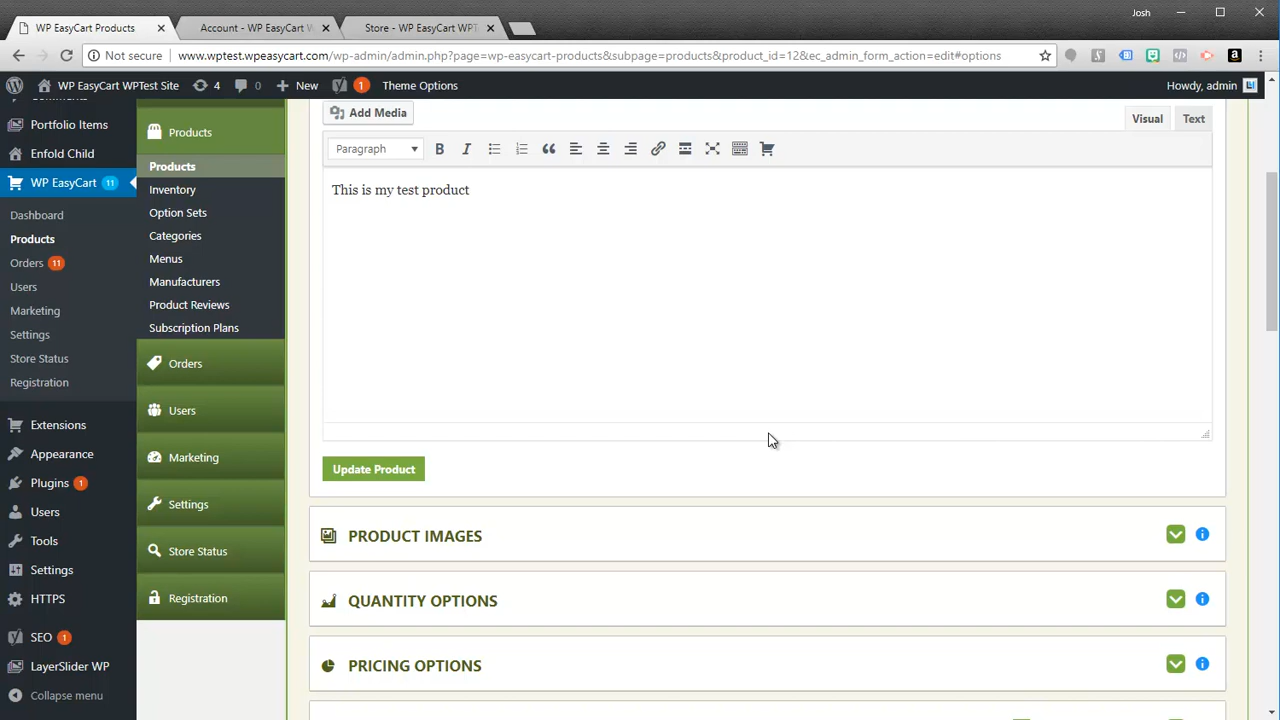 WP EasyCart Products
Account - WP EasyCart W
Store - WP EasyCart WPT
Josh
Not secure
www.wptest.wpeasycart.com/wp-admin/admin.php?page=wp-easycart-products&subpage=products&product_id=12&ec_admin_form_action=edit#options
WP EasyCart WPTest Site
4
New
1
Theme Options
Howdy, admin
Portfolio Items
Enfold Child
WP EasyCart 11
Dashboard
Products
Orders 11
Users
Marketing
Settings
Store Status
Registration
Extensions
Appearance
Plugins 1
Users
Tools
Settings
HTTPS
SEO 1
LayerSlider WP
Collapse menu
Products
Products
Inventory
Option Sets
Categories
Menus
Manufacturers
Product Reviews
Subscription Plans
Orders
Users
Marketing
Settings
Store Status
Registration
Add Media
Visual
Text
Paragraph
B
I
This is my test product
Update Product
PRODUCT IMAGES
QUANTITY OPTIONS
PRICING OPTIONS